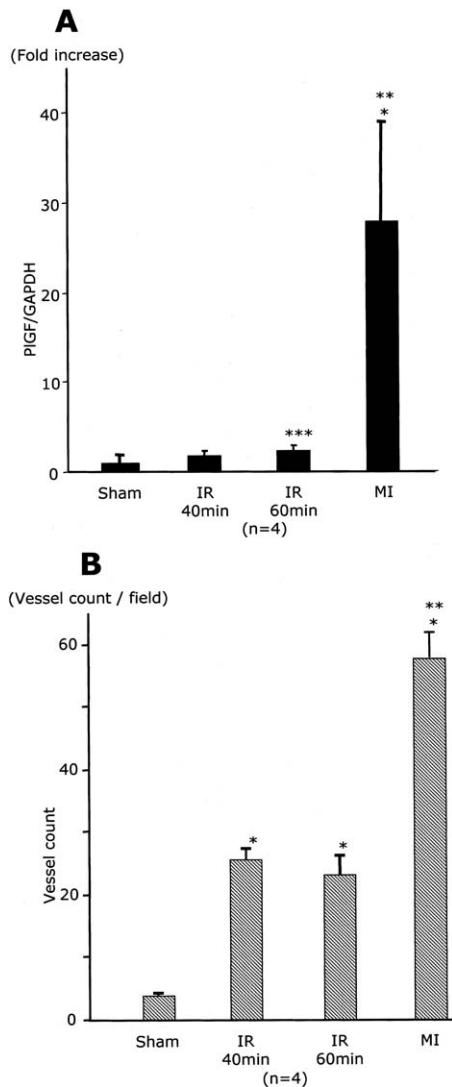 A
(Fold increase)
**
*
40
30
PlGF/GAPDH
20
10
***
0
Sham IR IR MI
40min 60min
(n=4)
B
(Vessel count / field)
**
*
60
40
* *
Vessel count
20
0
Sham IR IR MI
40min 60min
(n=4)